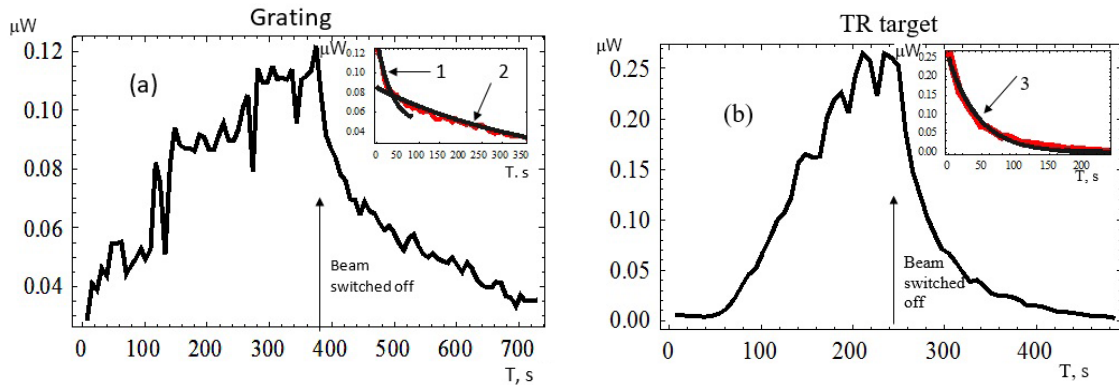 Grating
μW
0.12
0.10
0.08
0.06
0.04
(a)
μW
0.12
0.10
0.08
0.06
0.04
1
2
0 50 100 150 200 250 300 350
T, s
Beam
switched off
0 100 200 300 400 500 600 700
T, s
TR target
μW
0.25
0.20
0.15
0.10
0.05
0.00
(b)
μW
0.25
0.20
0.15
0.10
0.05
0.00
3
0 50 100 150 200
T, s
Beam
switched
off
0 100 200 300 400
T, s